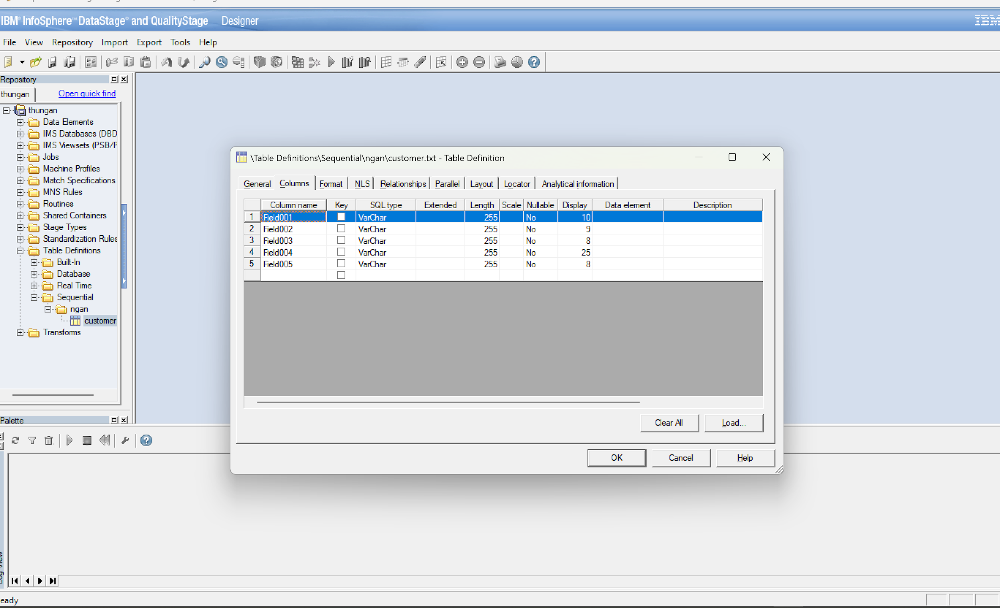 IBM® InfoSphere™ DataStage® and QualityStage Designer
IBM
File View Repository Import Export Tools Help
Repository
thungan
Open quick find
thungan
Data Elements
IMS Databases (DBD
IMS Viewsets (PSB/F
Jobs
Machine Profiles
Match Specifications
MNS Rules
Routines
Shared Containers
Stage Types
Standardization Rules
Table Definitions
Built-In
Database
Real Time
Sequential
ngan
customer
Transforms
Palette
\Table Definitions\Sequential\ngan\customer.txt - Table Definition
General Columns Format NLS Relationships Parallel Layout Locator Analytical information
Column name Key SQL type Extended Length Scale Nullable Display Data element Description
1 Field001 VarChar 255 No 10
2 Field002 VarChar 255 No 9
3 Field003 VarChar 255 No 8
4 Field004 VarChar 255 No 25
5 Field005 VarChar 255 No 8
Clear All Load...
OK Cancel Help
eady